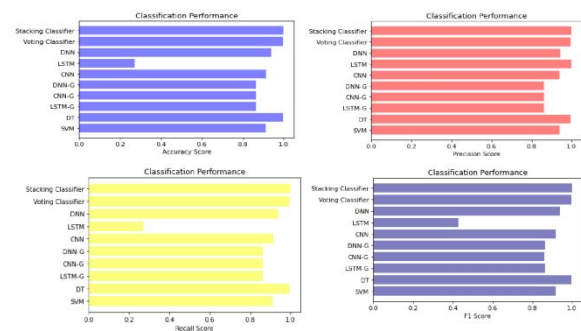 Classification Performance
Stacking Classifier
Voting Classifier
DNN
LSTM
CNN
DNN-G
CNN-G
LSTM-G
DT
SVM
0.0 0.2 0.4 0.6 0.8 1.0
Accuracy Score
Classification Performance
Stacking Classifier
Voting Classifier
DNN
LSTM
CNN
DNN-G
CNN-G
LSTM-G
DT
SVM
0.0 0.2 0.4 0.6 0.8 1.0
Precision Score
Classification Performance
Stacking Classifier
Voting Classifier
DNN
LSTM
CNN
DNN-G
CNN-G
LSTM-G
DT
SVM
0.0 0.2 0.4 0.6 0.8 1.0
Recall Score
Classification Performance
Stacking Classifier
Voting Classifier
DNN
LSTM
CNN
DNN-G
CNN-G
LSTM-G
DT
SVM
0.0 0.2 0.4 0.6 0.8 1.0
F1 Score